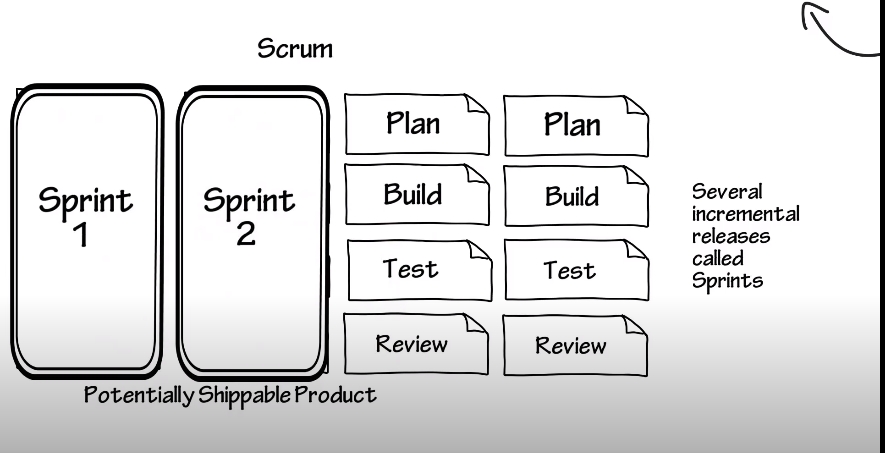 Scrum
Sprint
1
Sprint
2
Plan
Build
Test
Review
Plan
Build
Test
Review
Several
incremental
releases
called
Sprints
Potentially Shippable Product